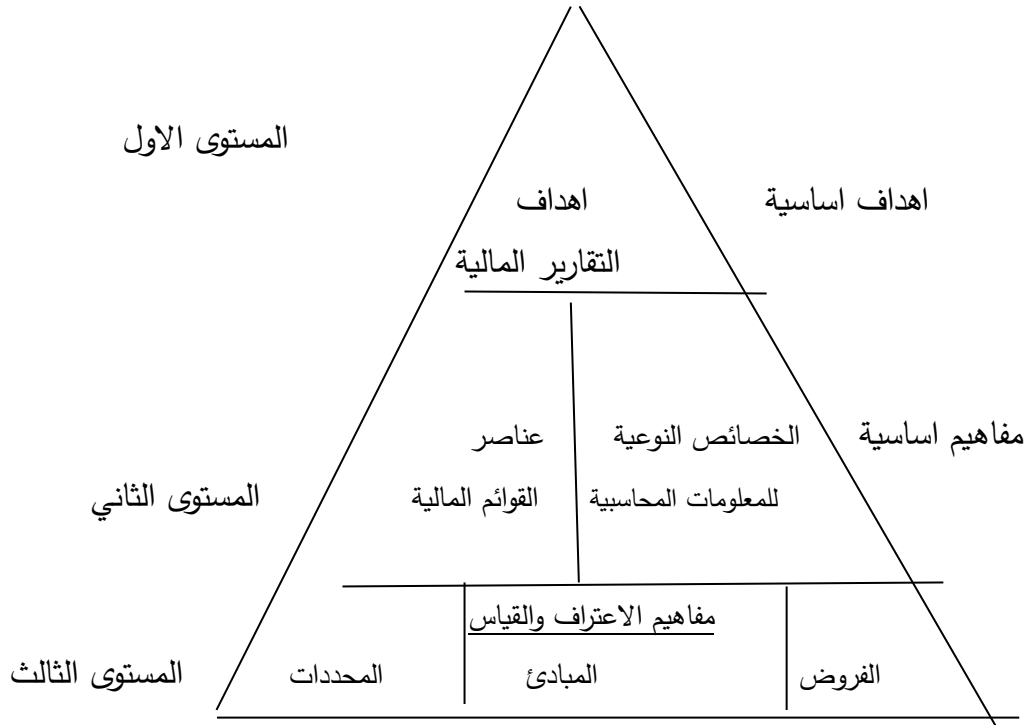 المستوى الاول
اهداف اساسية
اهداف
التقارير المالية
مفاهيم اساسية
الخصائص النوعية
للمعلومات المحاسبية
عناصر
القوائم المالية
المستوى الثاني
مفاهيم الاعتراف والقياس
الفروض
المبادئ
المحددات
المستوى الثالث